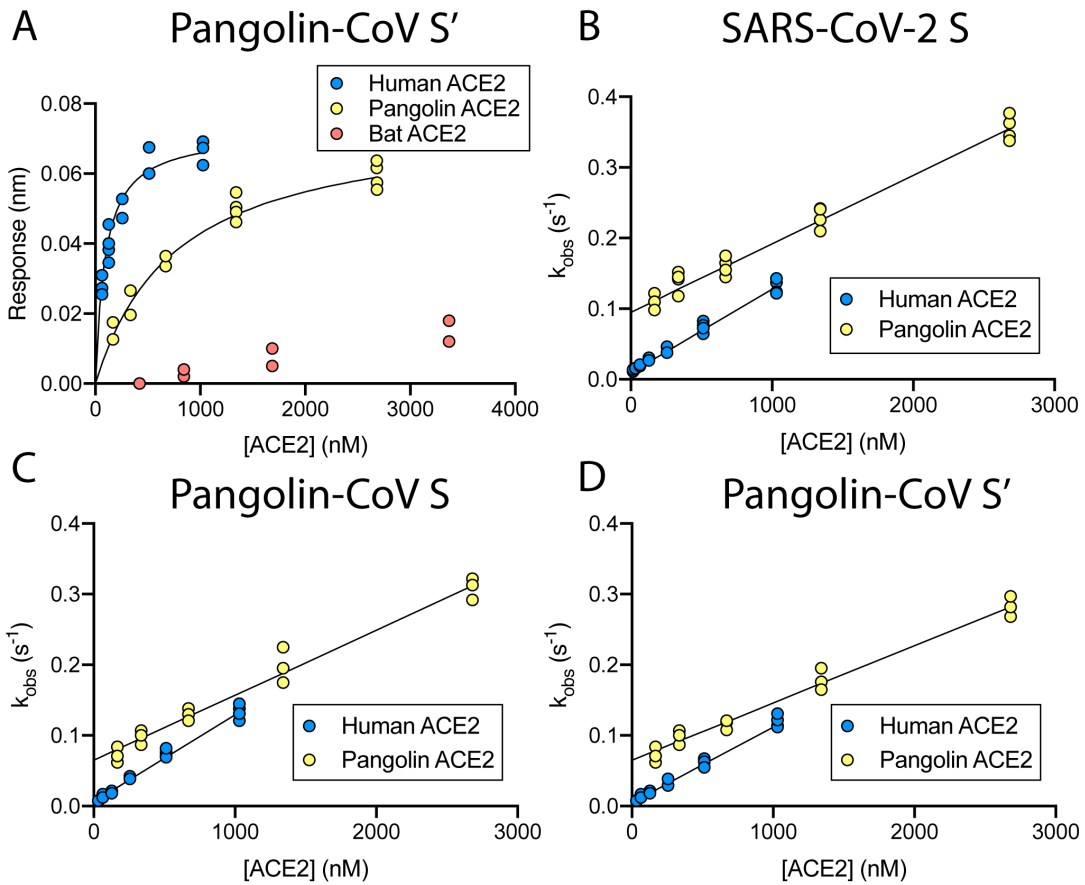 A
Pangolin-CoV S’
Human ACE2
Pangolin ACE2
Bat ACE2
0.08
0.06
0.04
0.02
0.00
Response (nm)
0
1000
2000
3000
4000
[ACE2] (nM)
B
SARS-CoV-2 S
0.4
0.3
0.2
0.1
0.0
kobs (s-1)
Human ACE2
Pangolin ACE2
0
1000
2000
3000
[ACE2] (nM)
C
Pangolin-CoV S
0.4
0.3
0.2
0.1
0.0
kobs (s-1)
Human ACE2
Pangolin ACE2
0
1000
2000
3000
[ACE2] (nM)
D
Pangolin-CoV S’
0.4
0.3
0.2
0.1
0.0
kobs (s-1)
Human ACE2
Pangolin ACE2
0
1000
2000
3000
[ACE2] (nM)